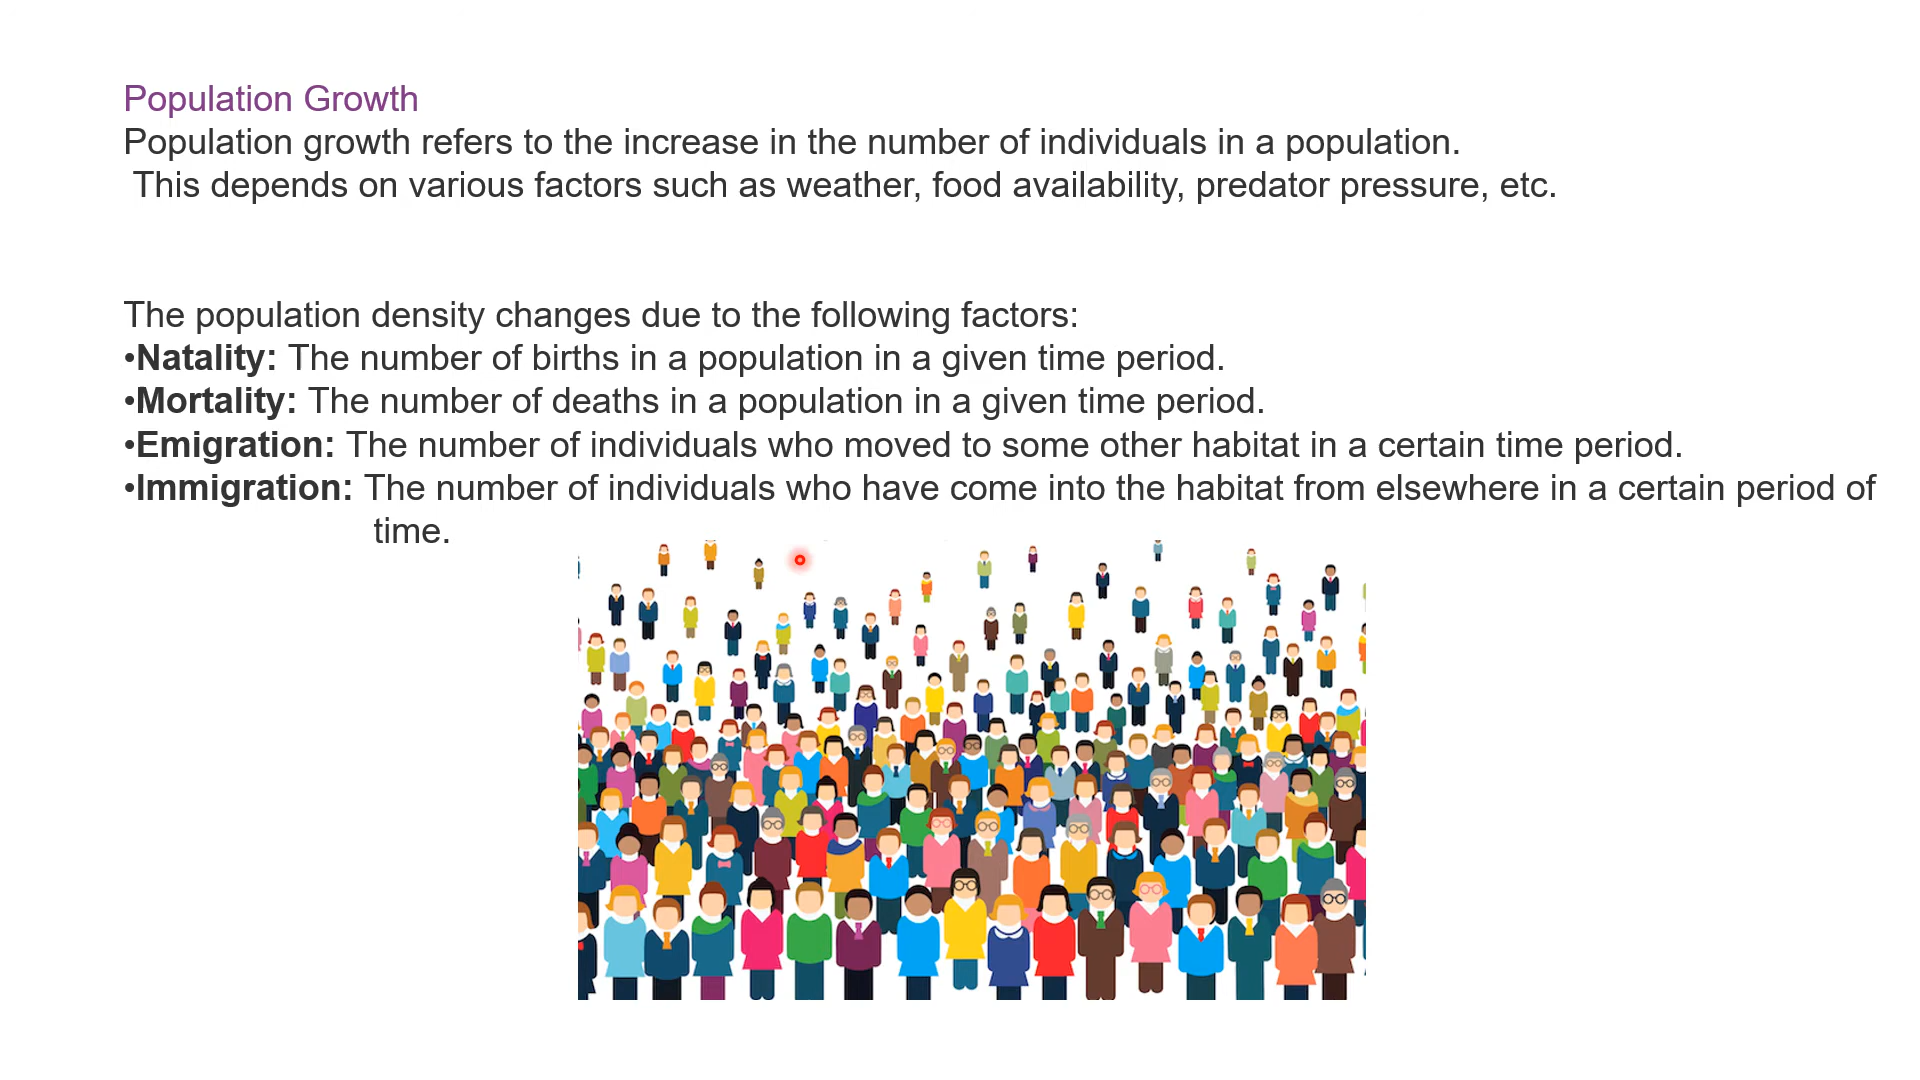 Population Growth
Population growth refers to the increase in the number of individuals in a population.
This depends on various factors such as weather, food availability, predator pressure, etc.
The population density changes due to the following factors:
•Natality: The number of births in a population in a given time period.
•Mortality: The number of deaths in a population in a given time period.
•Emigration: The number of individuals who moved to some other habitat in a certain time period.
•Immigration: The number of individuals who have come into the habitat from elsewhere in a certain period of
time.